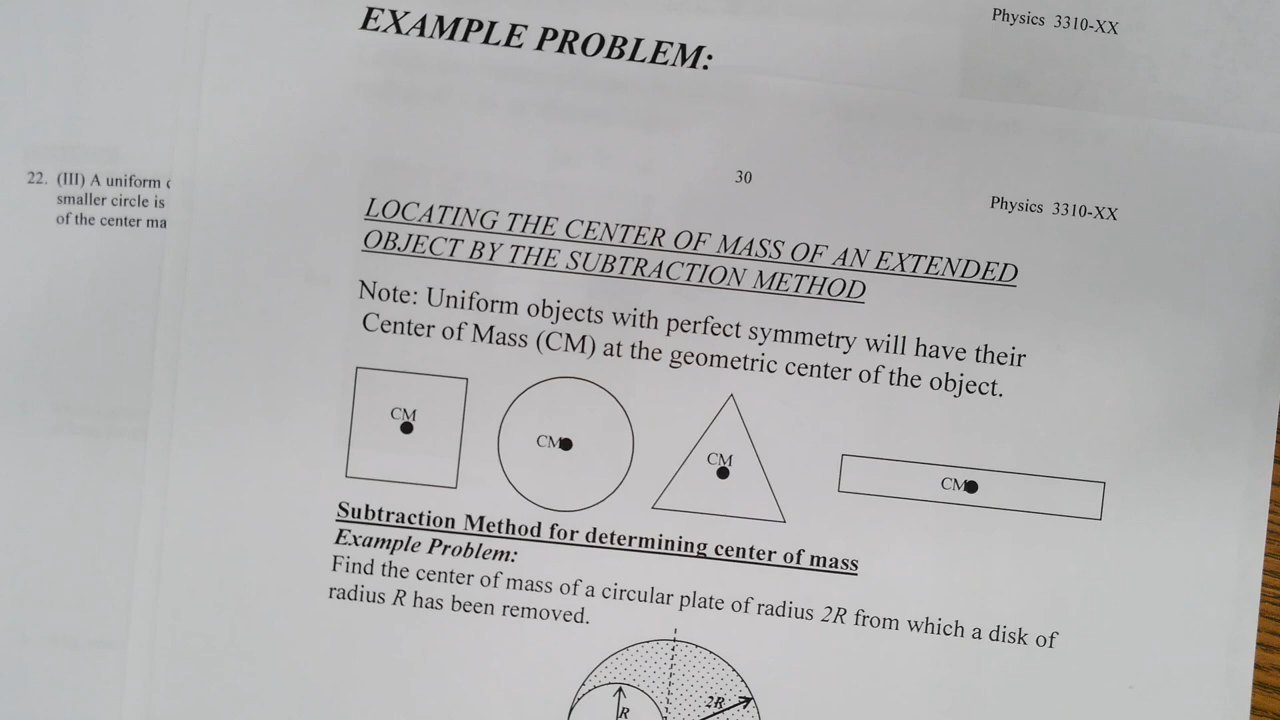 Physics 3310-XX
EXAMPLE PROBLEM:
30
Physics 3310-XX
22. (III) A uniform
smaller circle is
of the center ma
LOCATING THE CENTER OF MASS OF AN EXTENDED
OBJECT BY THE SUBTRACTION METHOD
Note: Uniform objects with perfect symmetry will have their
Center of Mass (CM) at the geometric center of the object.
CM
CM
CM
CM
Subtraction Method for determining center of mass
Example Problem:
Find the center of mass of a circular plate of radius 2R from which a disk of
radius R has been removed.
2R
R